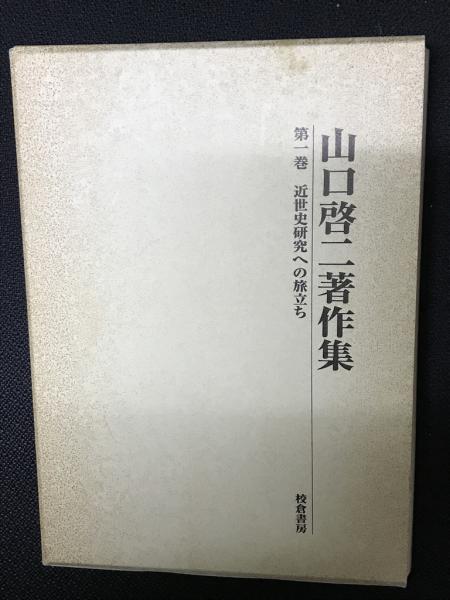 山口啓二著作集
第一巻 近世史研究への旅立ち
校倉書房